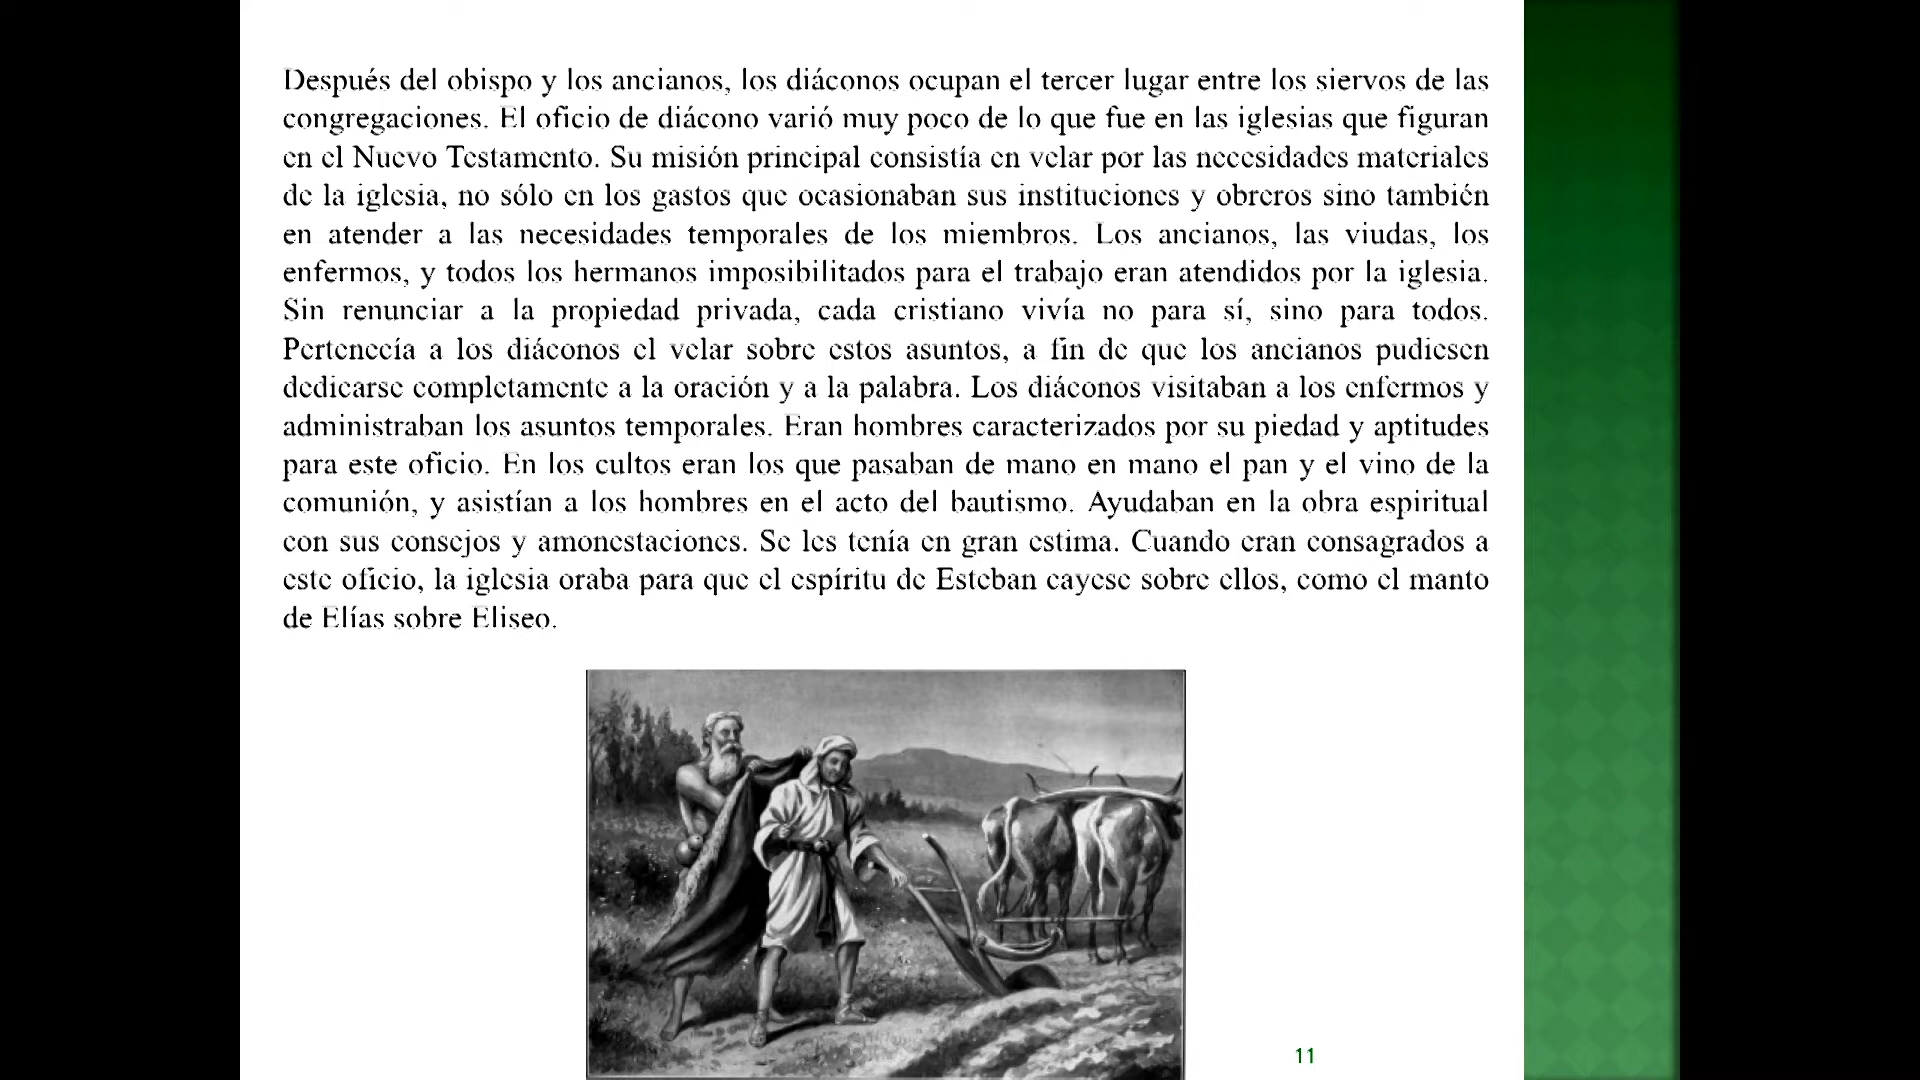 Después del obispo y los ancianos, los diáconos ocupan el tercer lugar entre los siervos de las
congregaciones. El oficio de diácono varió muy poco de lo que fue en las iglesias que figuran
en el Nuevo Testamento. Su misión principal consistía en velar por las necesidades materiales
de la iglesia, no sólo en los gastos que ocasionaban sus instituciones y obreros sino también
en atender a las necesidades temporales de los miembros. Los ancianos, las viudas, los
enfermos, y todos los hermanos imposibilitados para el trabajo eran atendidos por la iglesia.
Sin renunciar a la propiedad privada, cada cristiano vivía no para sí, sino para todos.
Pertenecía a los diáconos el velar sobre estos asuntos, a fin de que los ancianos pudiesen
dedicarse completamente a la oración y a la palabra. Los diáconos visitaban a los enfermos y
administraban los asuntos temporales. Eran hombres caracterizados por su piedad y aptitudes
para este oficio. En los cultos eran los que pasaban de mano en mano el pan y el vino de la
comunión, y asistían a los hombres en el acto del bautismo. Ayudaban en la obra espiritual
con sus consejos y amonestaciones. Se les tenía en gran estima. Cuando eran consagrados a
este oficio, la iglesia oraba para que el espíritu de Esteban cayese sobre ellos, como el manto
de Elías sobre Eliseo.
11